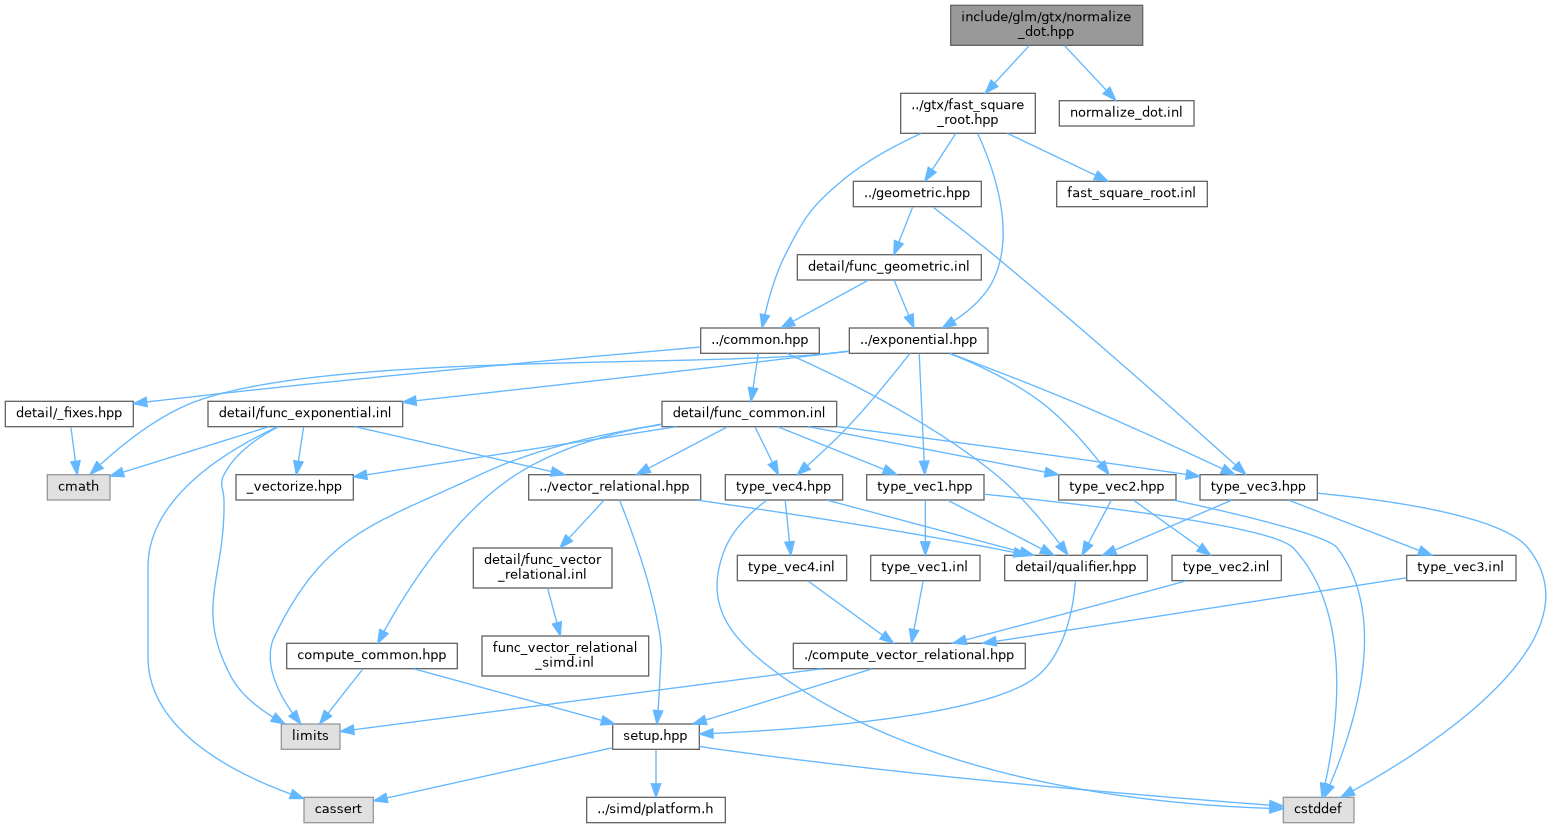 include/glm/gtx/normalize
_dot.hpp
../gtx/fast_square
_root.hpp
normalize_dot.inl
../geometric.hpp
fast_square_root.inl
detail/func_geometric.inl
../common.hpp
../exponential.hpp
detail/_fixes.hpp
detail/func_exponential.inl
detail/func_common.inl
cmath
_vectorize.hpp
../vector_relational.hpp
type_vec4.hpp
type_vec1.hpp
type_vec2.hpp
type_vec3.hpp
detail/func_vector
_relational.inl
type_vec4.inl
type_vec1.inl
detail/qualifier.hpp
type_vec2.inl
type_vec3.inl
compute_common.hpp
func_vector_relational
_simd.inl
./compute_vector_relational.hpp
limits
setup.hpp
cassert
../simd/platform.h
cstddef